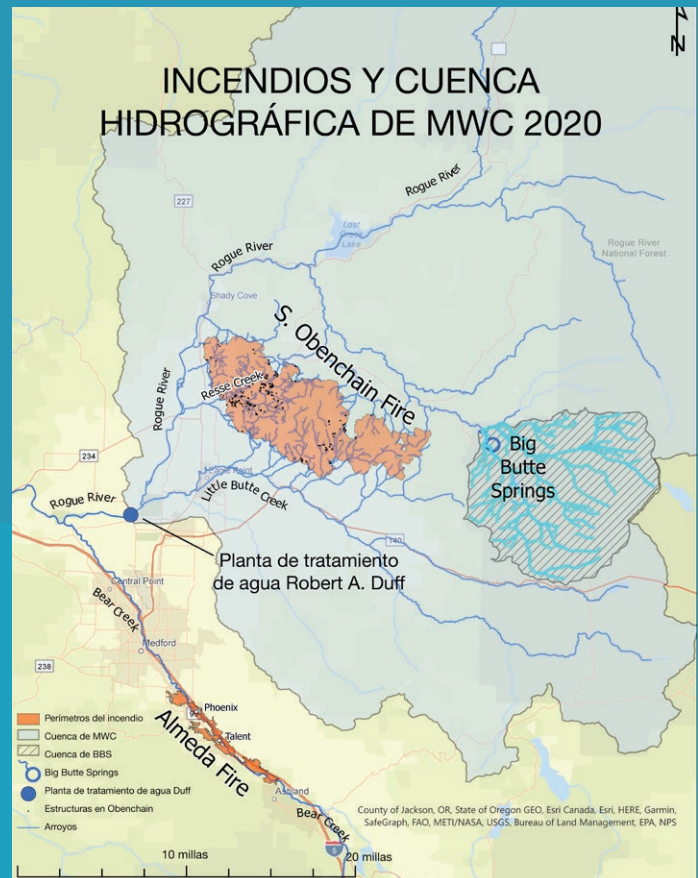 N
INCENDIOS Y CUENCA
HIDROGRÁFICA DE MWC 2020
Rogue River
227
Lost
Creek
Lake
Rogue River
National Forest
Rogue River
Shady Cove
S. Obenchain Fire
Resse Creek
Rogue River
Big
Butte
Springs
234
Eagle Point
Little Butte Creek
Rogue River
140
Planta de tratamiento
de agua Robert A. Duff
Central Point
Bear Creek
Medford
238
Phoenix
Talent
Almeda Fire
Ashland
Bear Creek
5
Perímetros del incendio
Cuenca de MWC
Cuenca de BBS
Big Butte Springs
Planta de tratamiento de agua Duff
Estructuras en Obenchain
Arroyos
County of Jackson, OR, State of Oregon GEO, Esri Canada, Esri, HERE, Garmin,
SafeGraph, FAO, METI/NASA, USGS, Bureau of Land Management, EPA, NPS
10 millas
20 millas